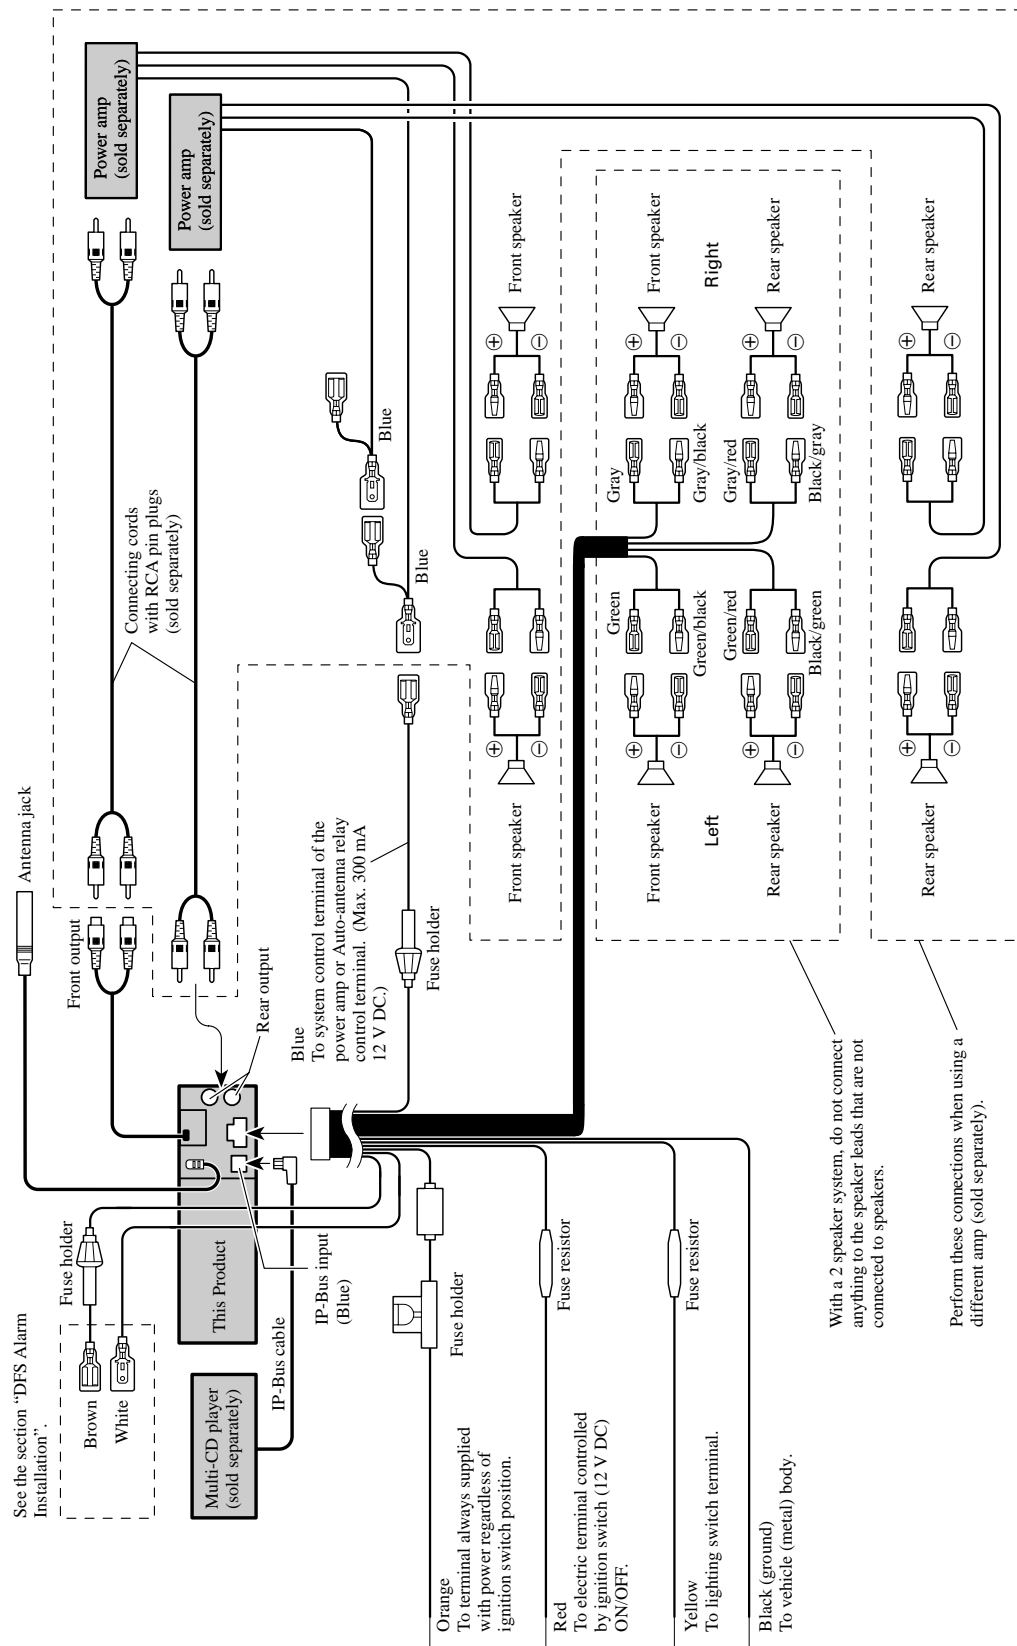 See the section “DFS Alarm
Installation”.
Brown
White
Fuse holder
Antenna jack
Front output
Connecting cords
with RCA pin plugs
(sold separately)
Power amp
(sold separately)
Power amp
(sold separately)
Multi-CD player
(sold separately)
This Product
Rear output
IP-Bus cable
IP-Bus input
(Blue)
Blue
To system control terminal of the
power amp or Auto-antenna relay
control terminal. (Max. 300 mA
12 V DC.)
Fuse holder
Blue
Blue
Orange
To terminal always supplied
with power regardless of
ignition switch position.
Fuse holder
Red
To electric terminal controlled
by ignition switch (12 V DC)
ON/OFF.
Fuse resistor
Yellow
To lighting switch terminal.
Fuse resistor
Black (ground)
To vehicle (metal) body.
Front speaker
+
−
+
−
Front speaker
Front speaker
+
−
Green
Green/black
Gray
Gray/black
+
−
Front speaker
Left
Right
Rear speaker
+
−
Green/red
Black/green
Gray/red
Black/gray
+
−
Rear speaker
Rear speaker
+
−
+
−
Rear speaker
With a 2 speaker system, do not connect
anything to the speaker leads that are not
connected to speakers.
Perform these connections when using a
different amp (sold separately).